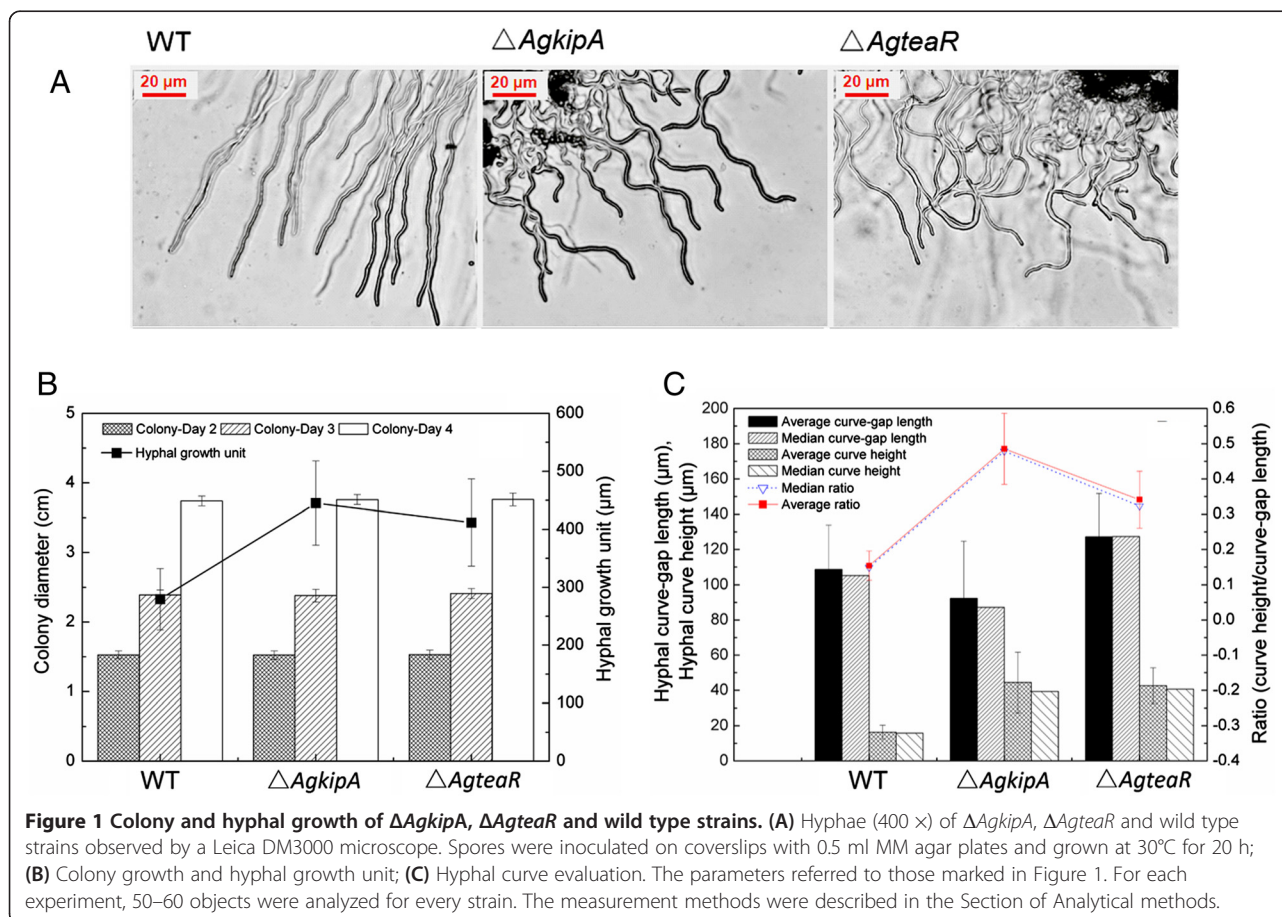 WT
△AgkipA
△AgteaR
A
20 μm
20 μm
20 μm
B
5
4
3
2
1
0
Colony diameter (cm)
Colony-Day 2
Colony-Day 3
Colony-Day 4
Hyphal growth unit
600
500
400
300
200
100
0
Hyphal growth unit (μm)
WT
△AgkipA
△AgteaR
C
200
180
160
140
120
100
80
60
40
20
0
Hyphal curve-gap length (μm),
Hyphal curve height (μm)
Average curve-gap length
Median curve-gap length
Average curve height
Median curve height
Median ratio
Average ratio
0.6
0.5
0.4
0.3
0.2
0.1
0.0
-0.1
-0.2
-0.3
-0.4
Ratio (curve height/curve-gap length)
WT
△AgkipA
△AgteaR
Figure 1 Colony and hyphal growth of ΔAgkipA, ΔAgteaR and wild type strains. (A) Hyphae (400 ×) of ΔAgkipA, ΔAgteaR and wild type
strains observed by a Leica DM3000 microscope. Spores were inoculated on coverslips with 0.5 ml MM agar plates and grown at 30°C for 20 h;
(B) Colony growth and hyphal growth unit; (C) Hyphal curve evaluation. The parameters referred to those marked in Figure 1. For each
experiment, 50–60 objects were analyzed for every strain. The measurement methods were described in the Section of Analytical methods.